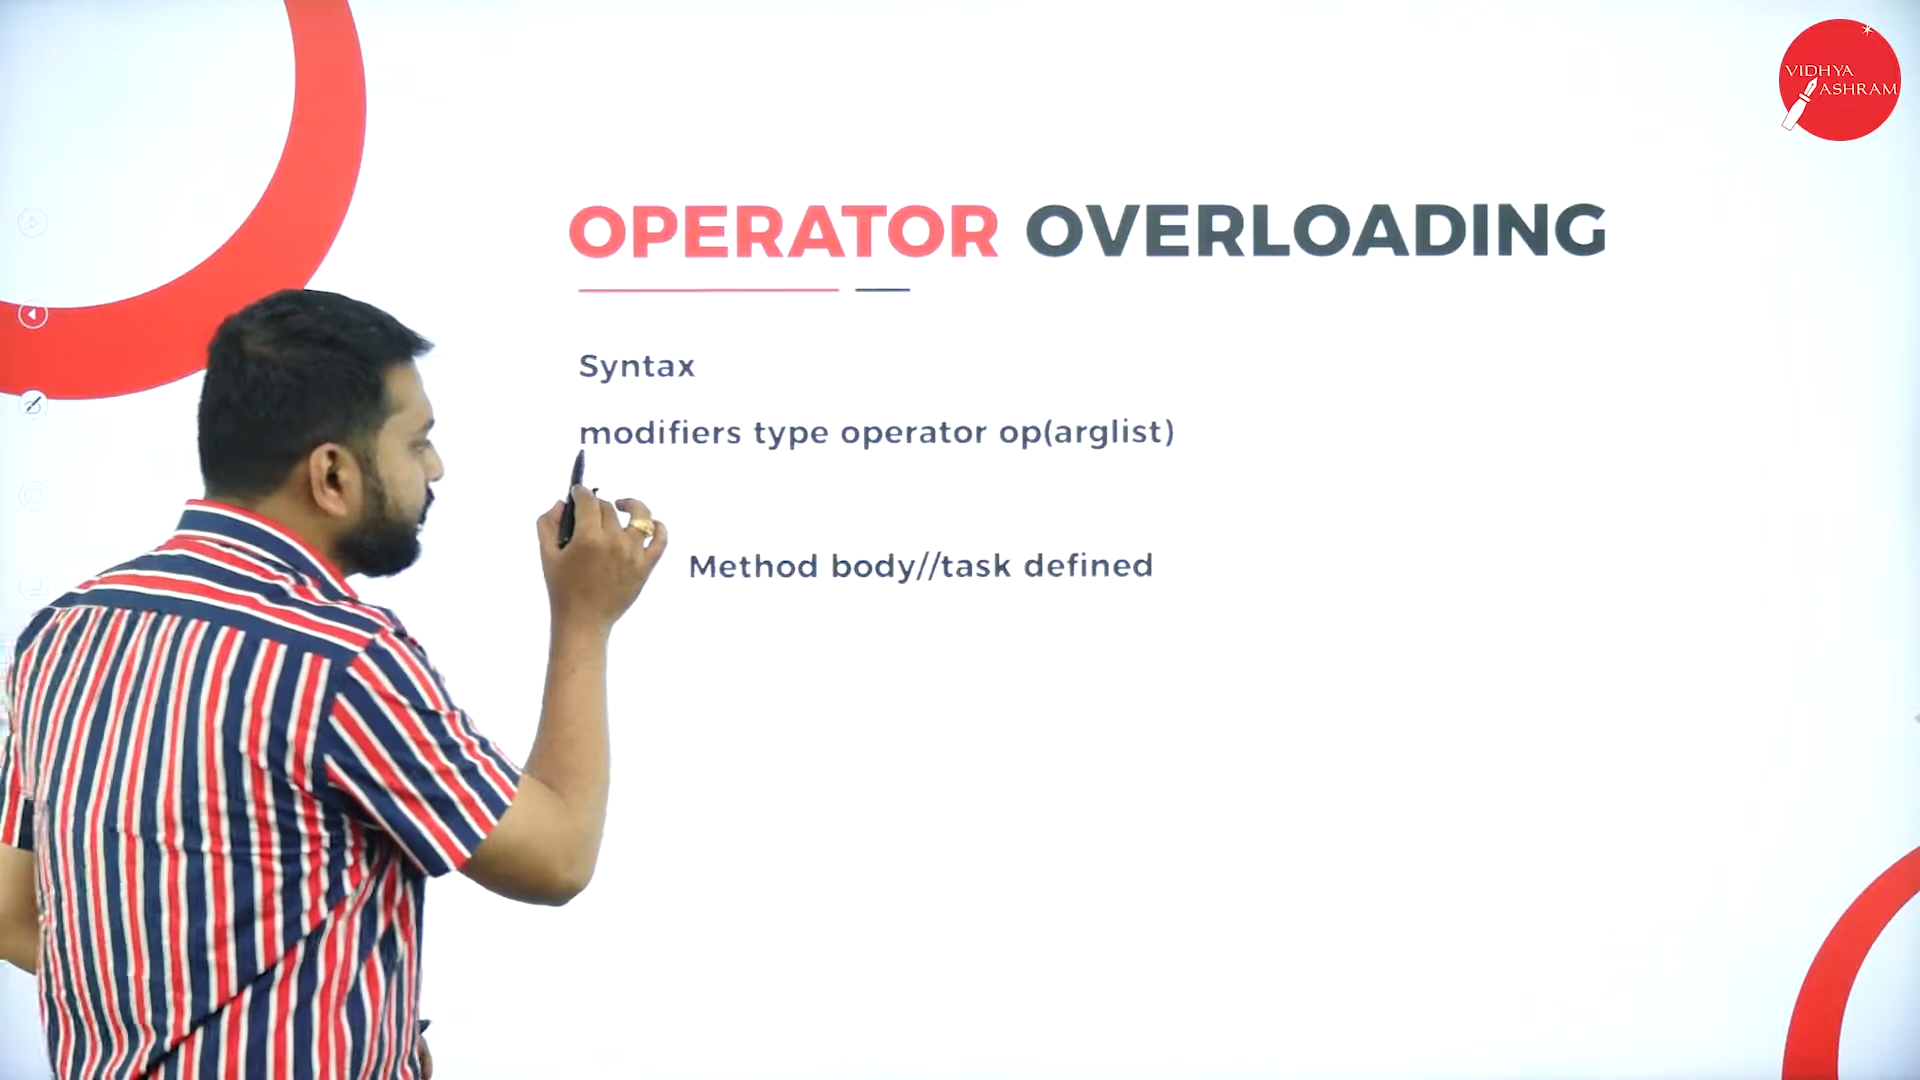 VIDHYA
ASHRAM
OPERATOR OVERLOADING
Syntax
modifiers type operator op(arglist)
Method body//task defined